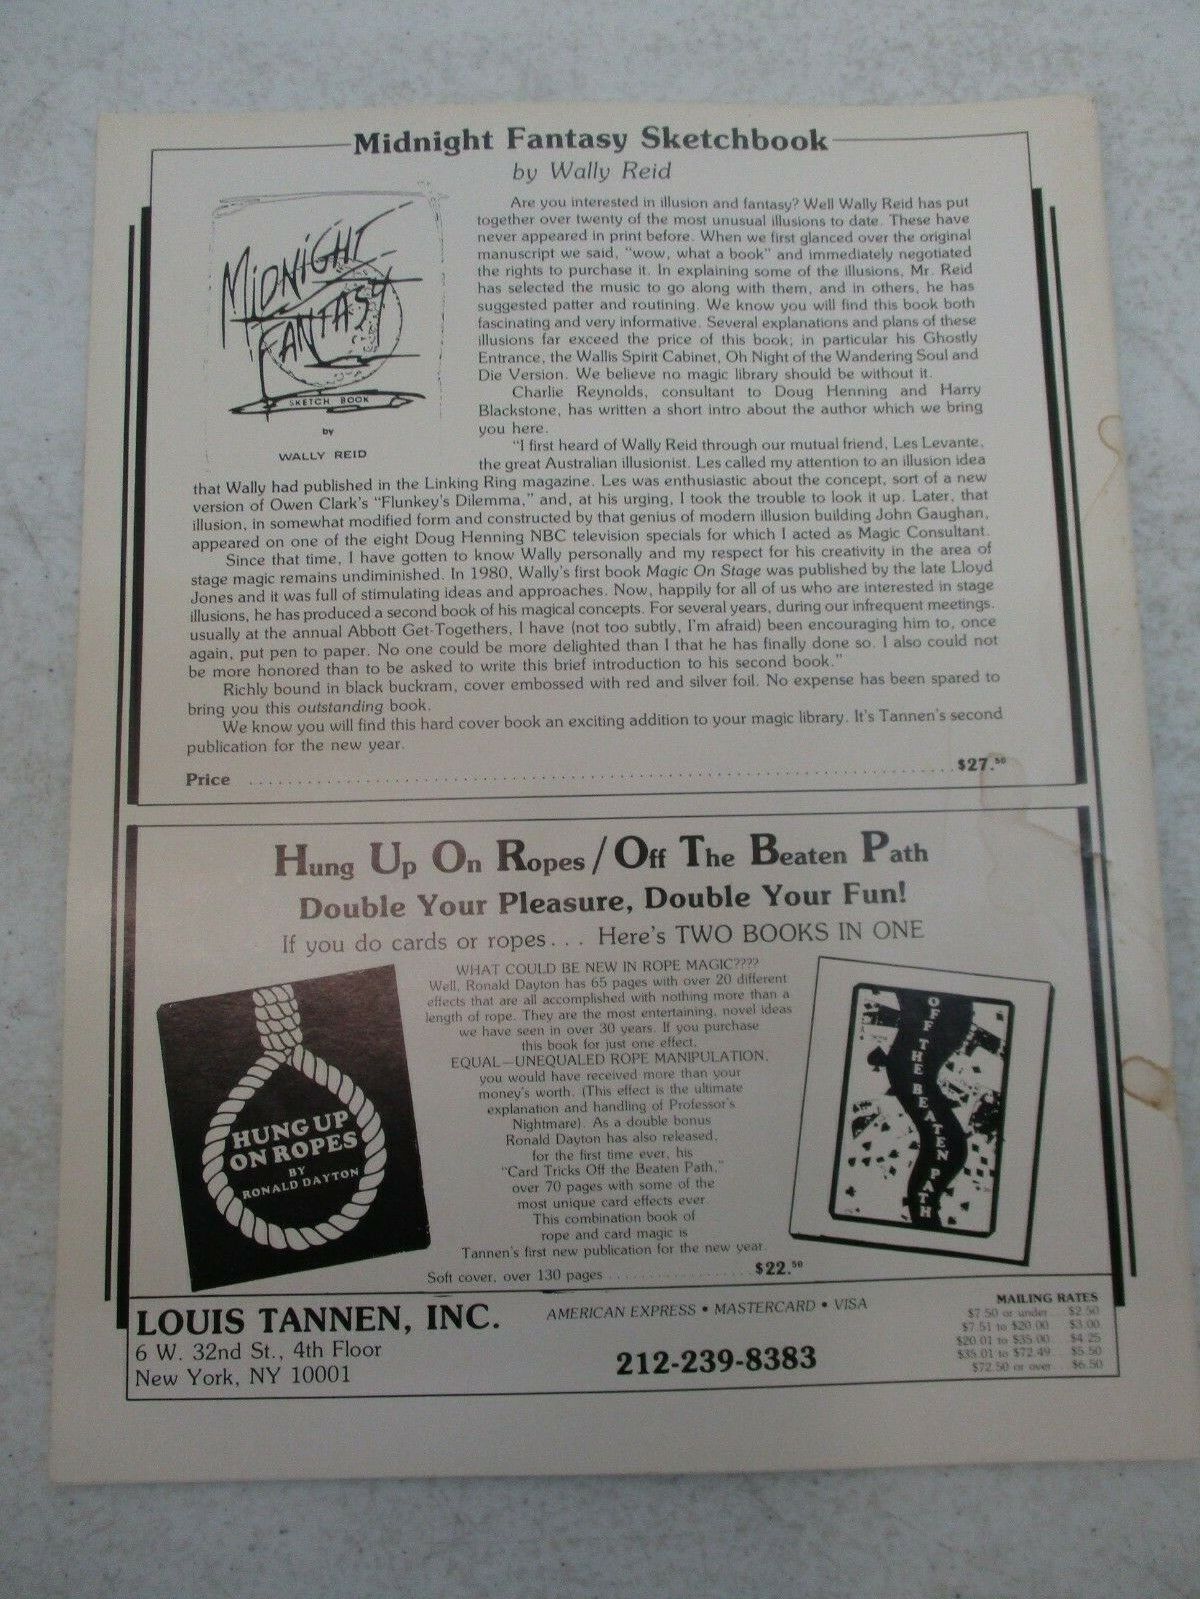 Midnight Fantasy Sketchbook
by Wally Reid
MIDNIGHT
FANTASY
SKETCH BOOK
by
WALLY REID
Are you interested in illusion and fantasy? Well Wally Reid has put
together over twenty of the most unusual illusions to date. These have
never appeared in print before. When we first glanced over the original
manuscript we said, "wow, what a book" and immediately negotiated
the rights to purchase it. In explaining some of the illusions, Mr. Reid
has selected the music to go along with them, and in others, he has
suggested patter and routining. We know you will find this book both
fascinating and very informative. Several explanations and plans of these
illusions far exceed the price of this book; in particular his Ghostly
Entrance, the Wallis Spirit Cabinet, Oh Night of the Wandering Soul and
Die Version. We believe no magic library should be without it.
Charlie Reynolds, consultant to Doug Henning and Harry
Blackstone, has written a short intro about the author which we bring
you here.
"I first heard of Wally Reid through our mutual friend, Les Levante,
the great Australian illusionist. Les called my attention to an illusion idea
that Wally had published in the Linking Ring magazine. Les was enthusiastic about the concept, sort of a new
version of Owen Clark's "Flunkey's Dilemma," and, at his urging, I took the trouble to look it up. Later, that
illusion, in somewhat modified form and constructed by that genius of modern illusion building John Gaughan,
appeared on one of the eight Doug Henning NBC television specials for which I acted as Magic Consultant.
Since that time, I have gotten to know Wally personally and my respect for his creativity in the area of
stage magic remains undiminished. In 1980, Wally's first book Magic On Stage was published by the late Lloyd
Jones and it was full of stimulating ideas and approaches. Now, happily for all of us who are interested in stage
illusions, he has produced a second book of his magical concepts. For several years, during our infrequent meetings,
usually at the annual Abbott Get-Togethers, I have (not too subtly, I'm afraid) been encouraging him to, once
again, put pen to paper. No one could be more delighted than I that he has finally done so. I also could not
be more honored than to be asked to write this brief introduction to his second book."
Richly bound in black buckram, cover embossed with red and silver foil. No expense has been spared to
bring you this outstanding book.
We know you will find this hard cover book an exciting addition to your magic library. It's Tannen's second
publication for the new year.
Price ........................................................................ $27.50
Hung Up On Ropes / Off The Beaten Path
Double Your Pleasure, Double Your Fun!
If you do cards or ropes... Here's TWO BOOKS IN ONE
HUNG UP
ON ROPES
BY
RONALD DAYTON
WHAT COULD BE NEW IN ROPE MAGIC????
Well, Ronald Dayton has 65 pages with over 20 different
effects that are all accomplished with nothing more than a
length of rope. They are the most entertaining, novel ideas
we have seen in over 30 years. If you purchase
this book for just one effect,
EQUAL—UNEQUALED ROPE MANIPULATION,
you would have received more than your
money's worth. (This effect is the ultimate
explanation and handling of Professor's
Nightmare). As a double bonus
Ronald Dayton has also released,
for the first time ever, his
"Card Tricks Off the Beaten Path,"
over 70 pages with some of the
most unique card effects ever.
This combination book of
rope and card magic is
Tannen's first new publication for the new year.
Soft cover, over 130 pages .................... $22.50
OFF THE BEATEN PATH
LOUIS TANNEN, INC.
6 W. 32nd St., 4th Floor
New York, NY 10001
AMERICAN EXPRESS • MASTERCARD • VISA
212-239-8383
MAILING RATES
$7.50 or under $2.50
$7.51 to $20.00 $3.00
$20.01 to $35.00 $4.25
$35.01 to $72.49 $5.50
$72.50 or over $6.50